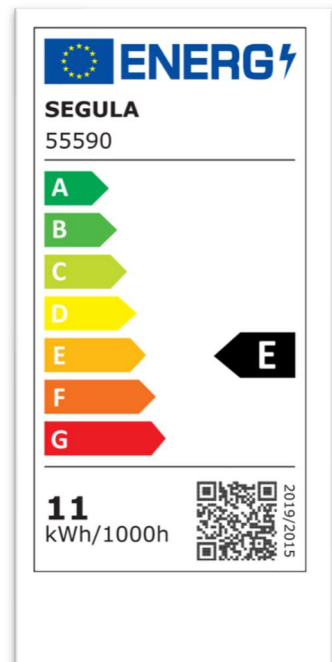 ENERG
SEGULA
55590
A
B
C
D
E
E
F
G
11
kWh/1000h
2019/2015